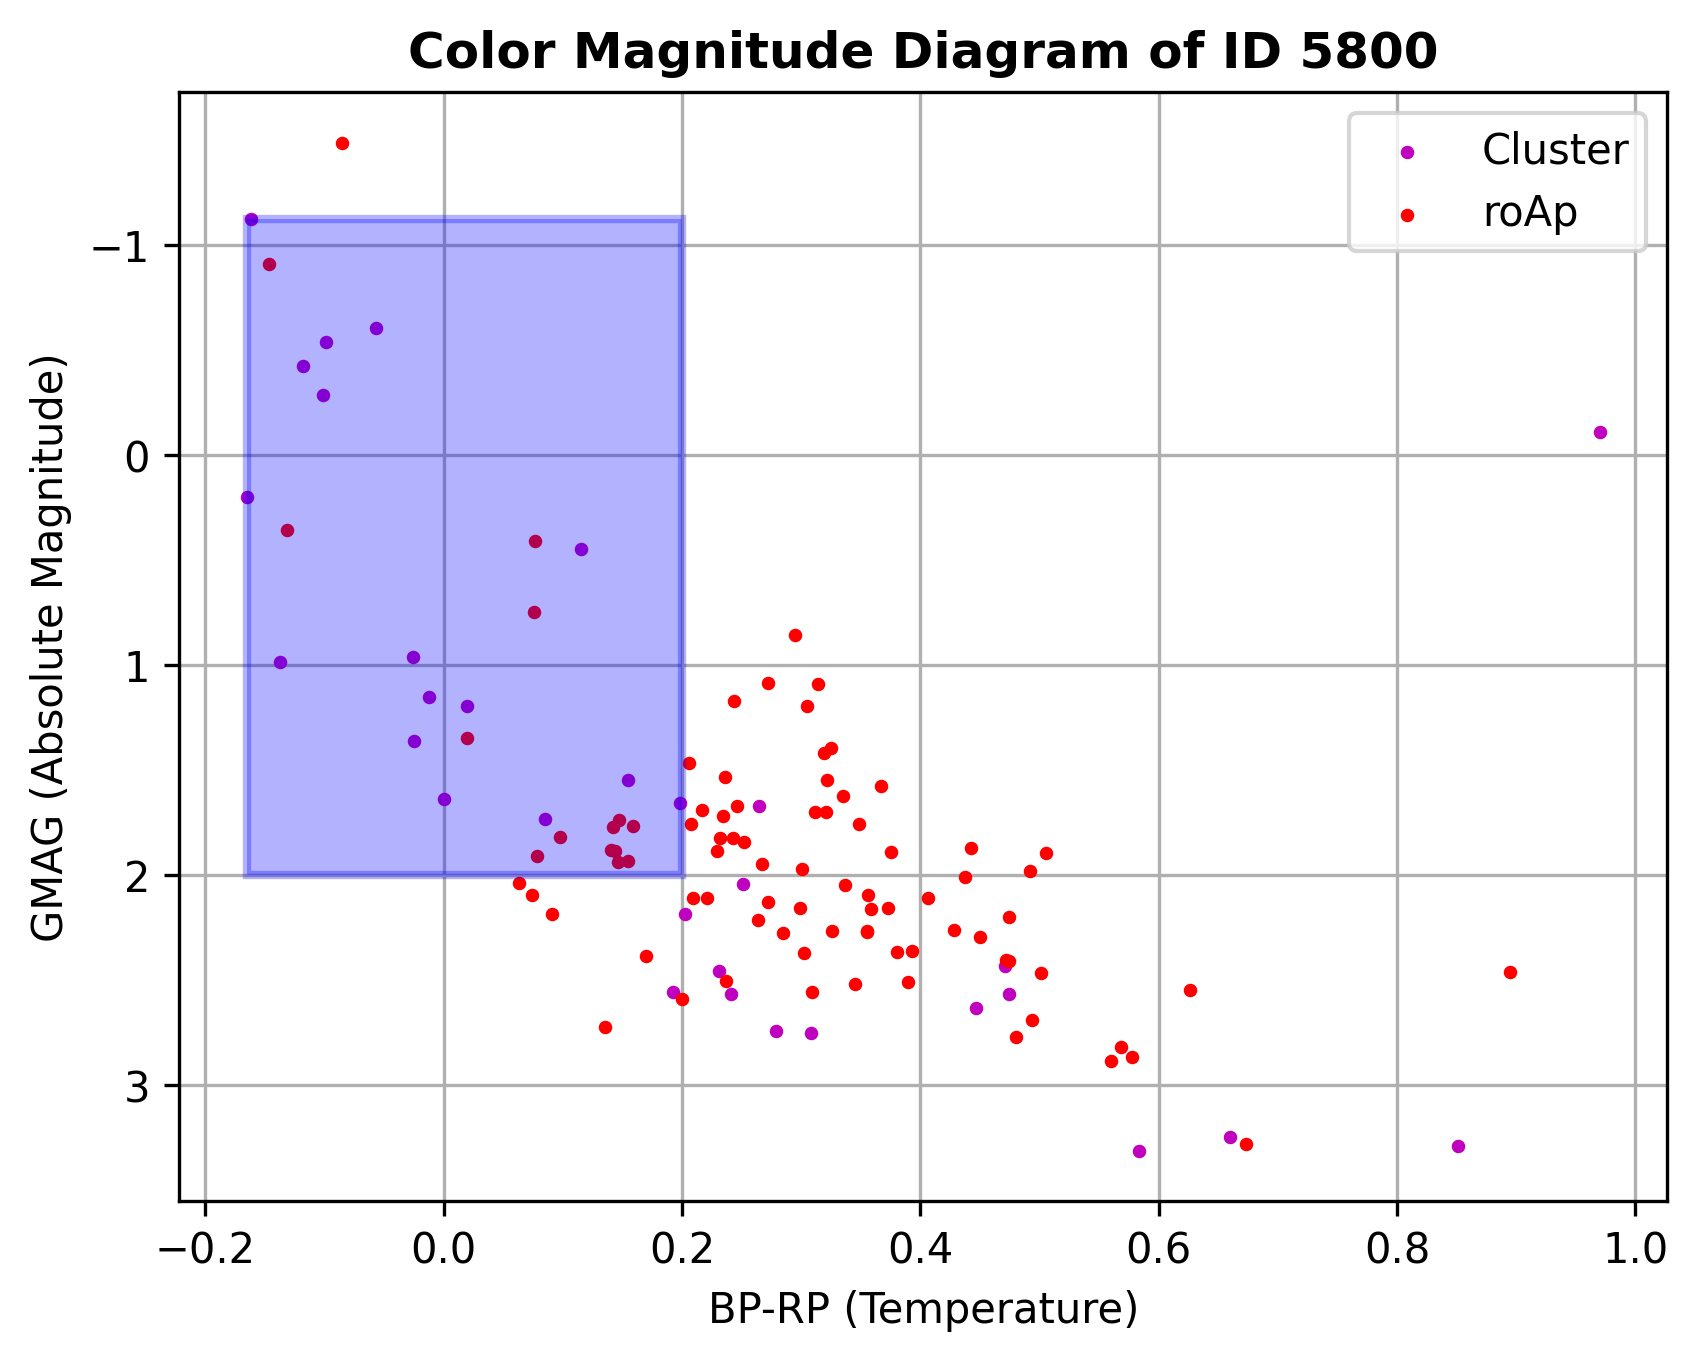 Color Magnitude Diagram of ID 5800
Cluster
roAp
GMAG (Absolute Magnitude)
−1
0
1
2
3
−0.2 0.0 0.2 0.4 0.6 0.8 1.0
BP-RP (Temperature)